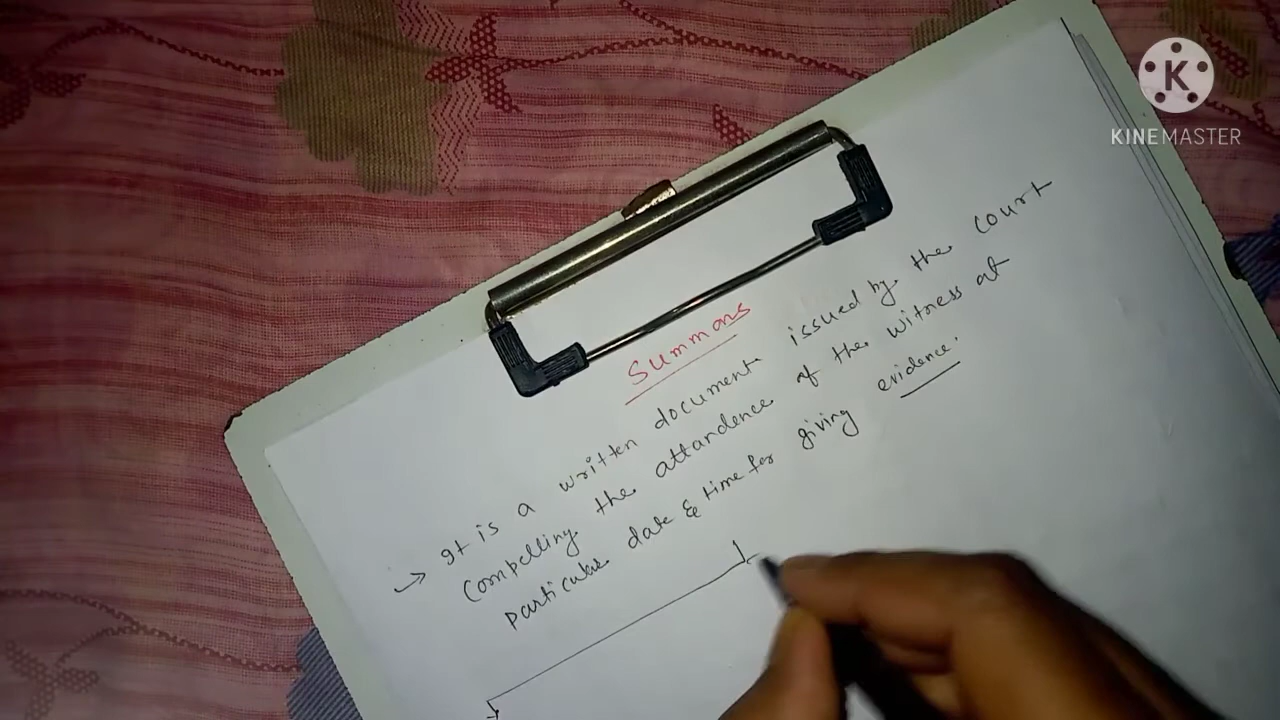 K
KINEMASTER
Summons
→ It is a written document issued by the court
compelling the attandence of the witness at
particular date & time for giving evidence.